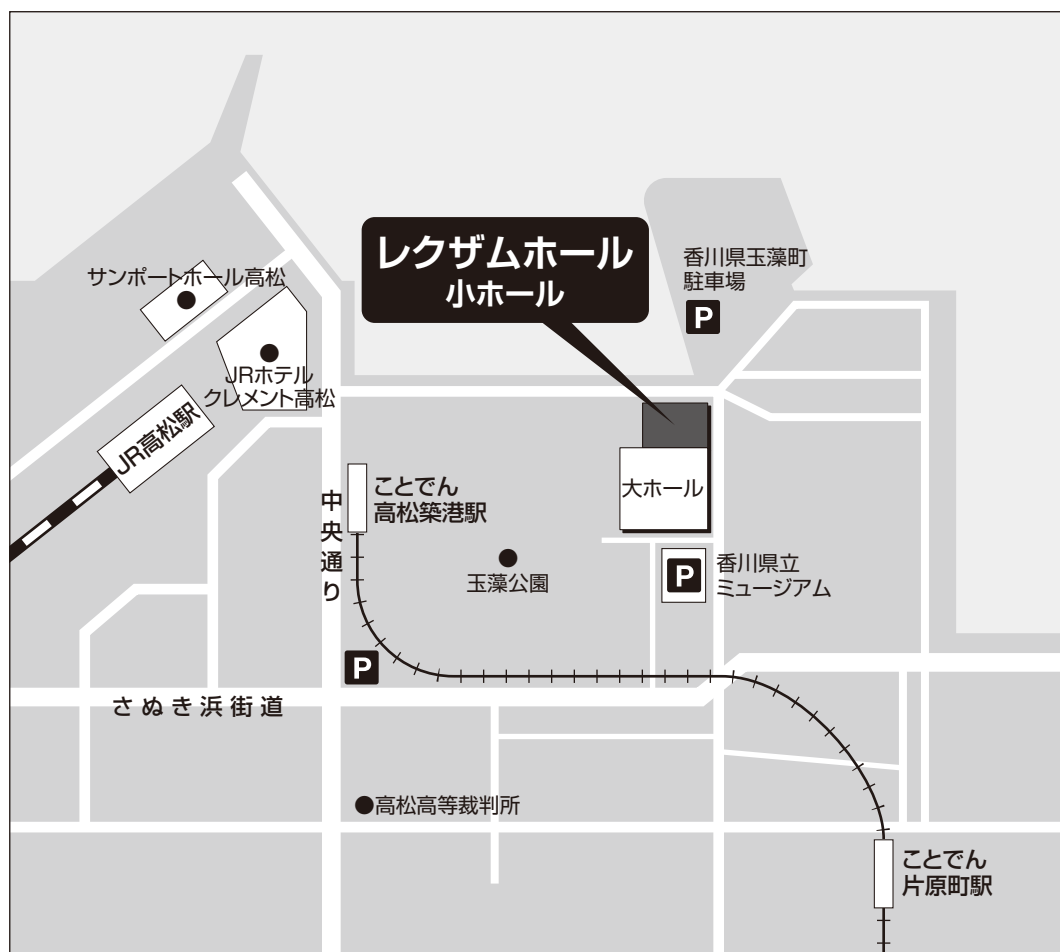 レクザムホール
小ホール
香川県玉藻町
駐車場
P
サンポートホール高松
JRホテル
クレメント高松
JR高松駅
ことでん
高松築港駅
中央通り
大ホール
玉藻公園
P
香川県立
ミュージアム
P
さぬき浜街道
高松高等裁判所
ことでん
片原町駅